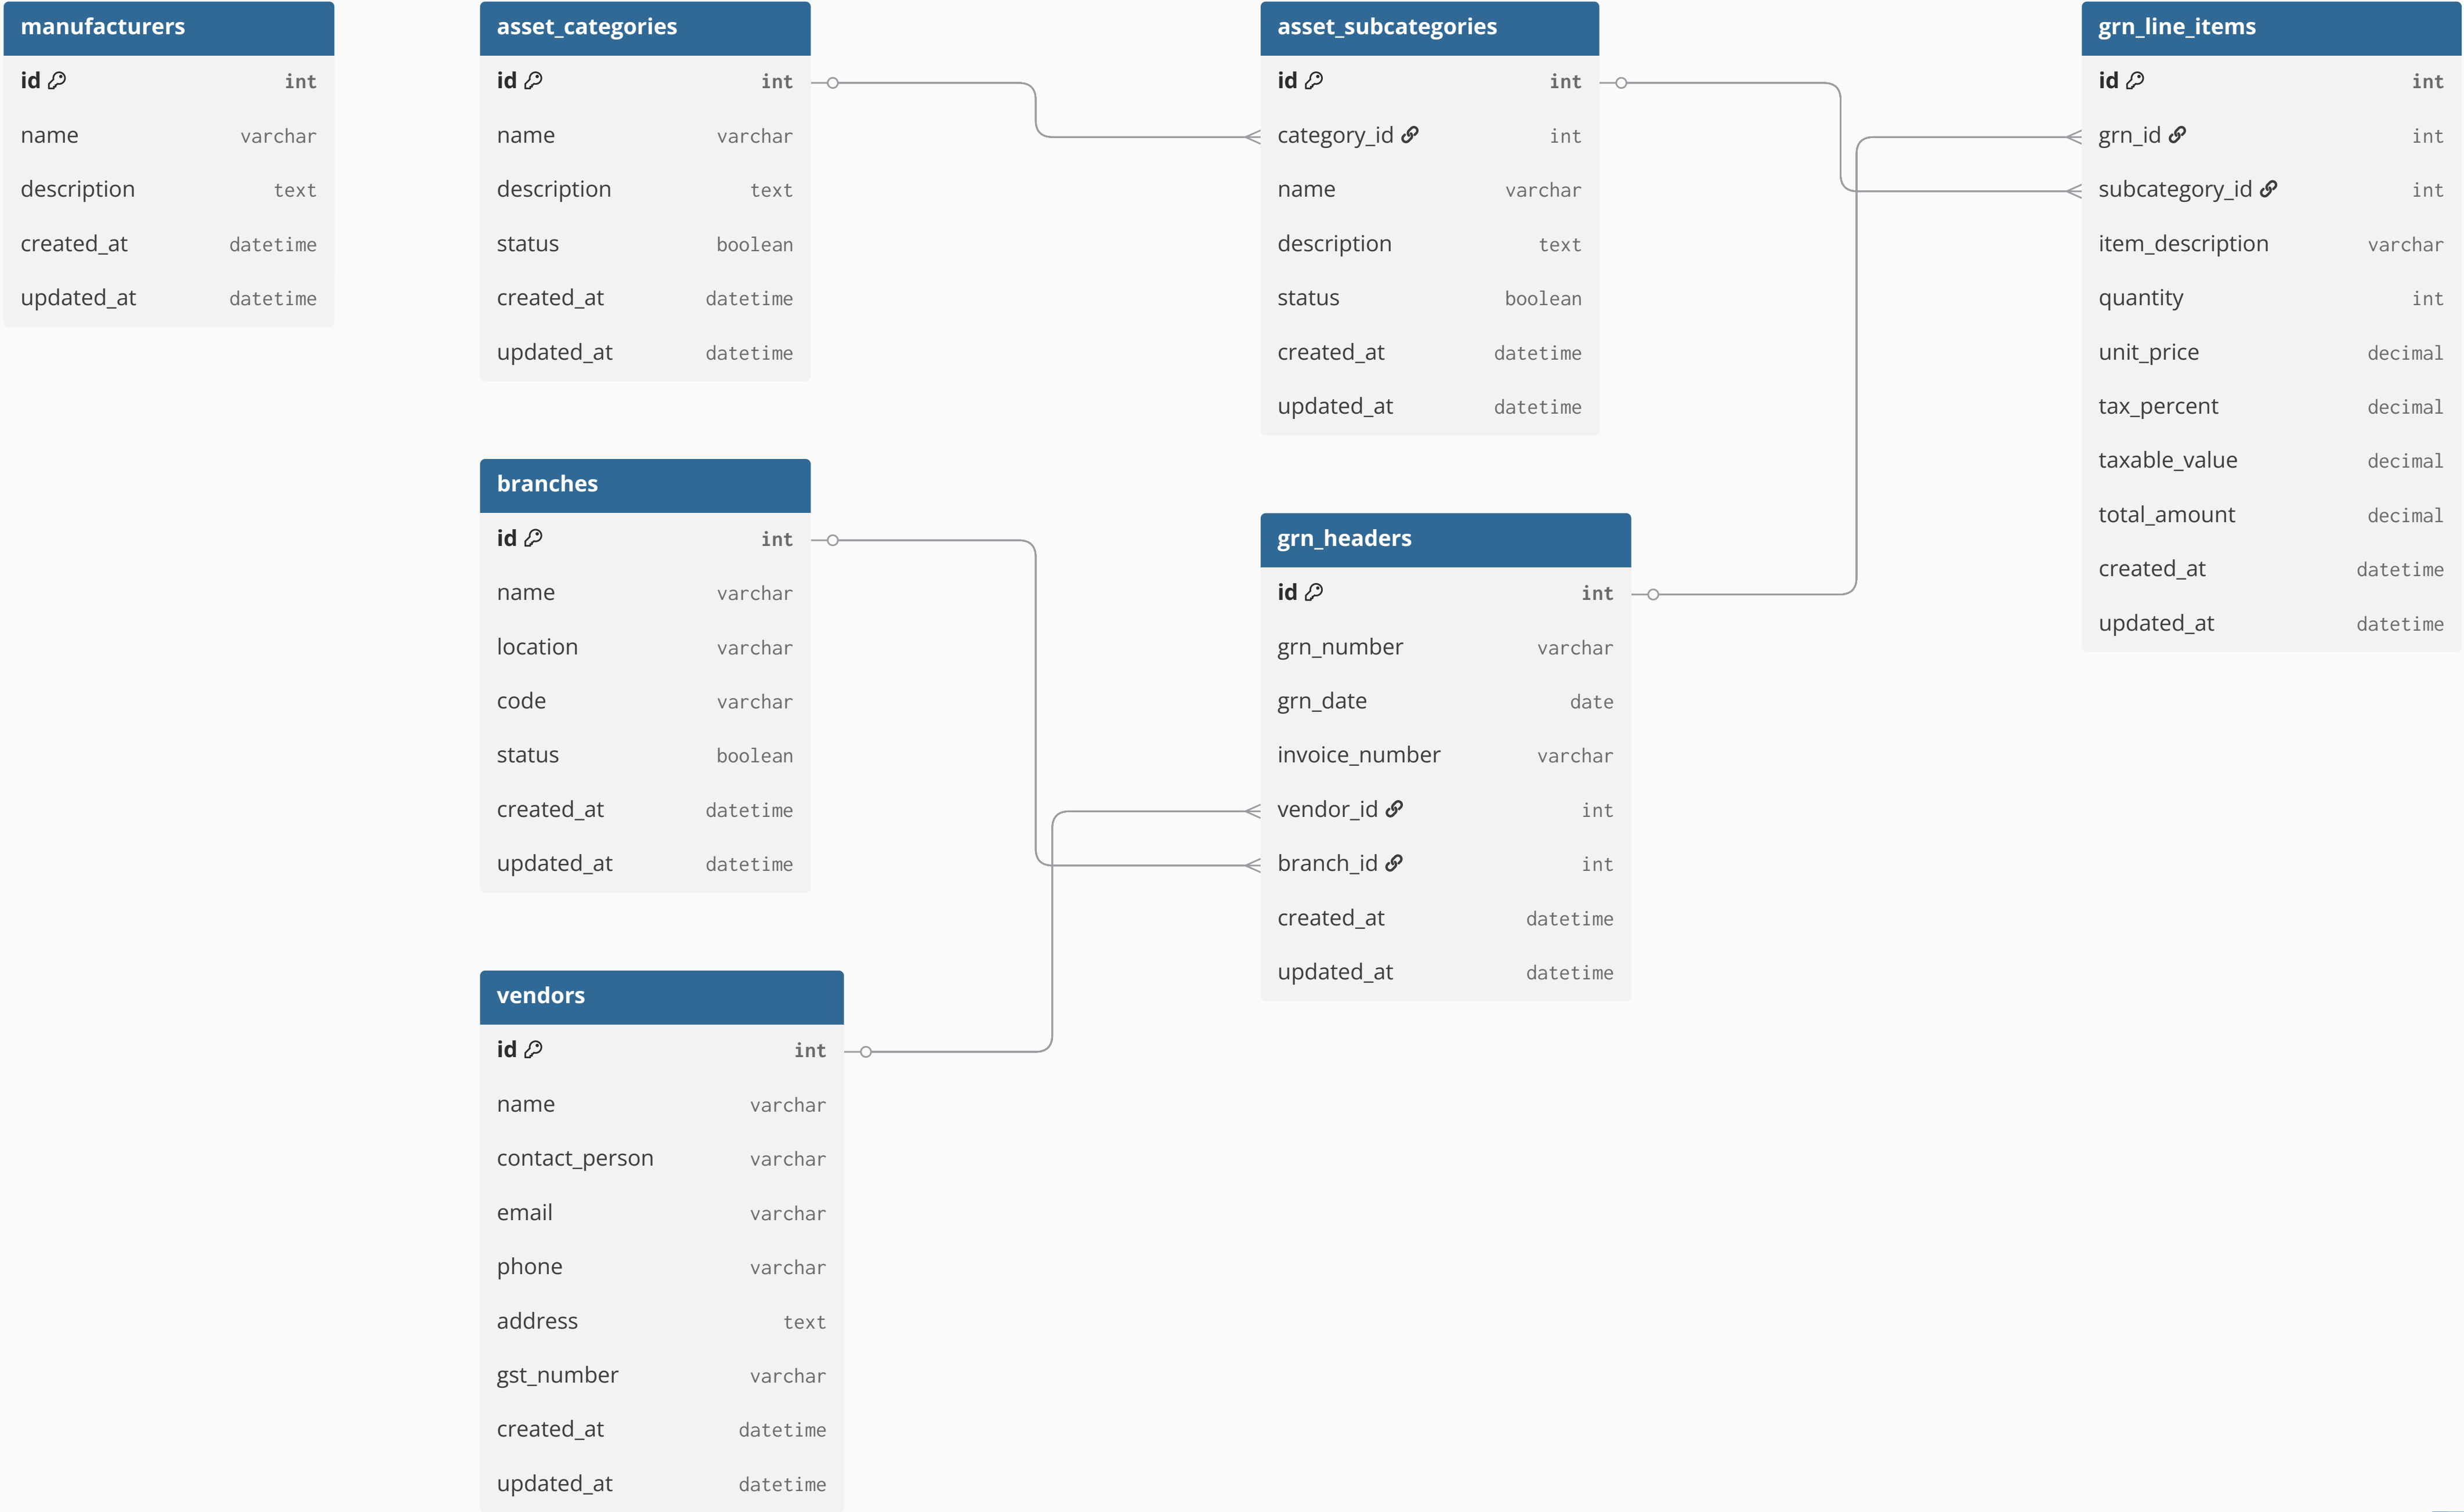 manufacturers
id int
name varchar
description text
created_at datetime
updated_at datetime
asset_categories
id int
name varchar
description text
status boolean
created_at datetime
updated_at datetime
asset_subcategories
id int
category_id int
name varchar
description text
status boolean
created_at datetime
updated_at datetime
grn_line_items
id int
grn_id int
subcategory_id int
item_description varchar
quantity int
unit_price decimal
tax_percent decimal
taxable_value decimal
total_amount decimal
created_at datetime
updated_at datetime
branches
id int
name varchar
location varchar
code varchar
status boolean
created_at datetime
updated_at datetime
grn_headers
id int
grn_number varchar
grn_date date
invoice_number varchar
vendor_id int
branch_id int
created_at datetime
updated_at datetime
vendors
id int
name varchar
contact_person varchar
email varchar
phone varchar
address text
gst_number varchar
created_at datetime
updated_at datetime